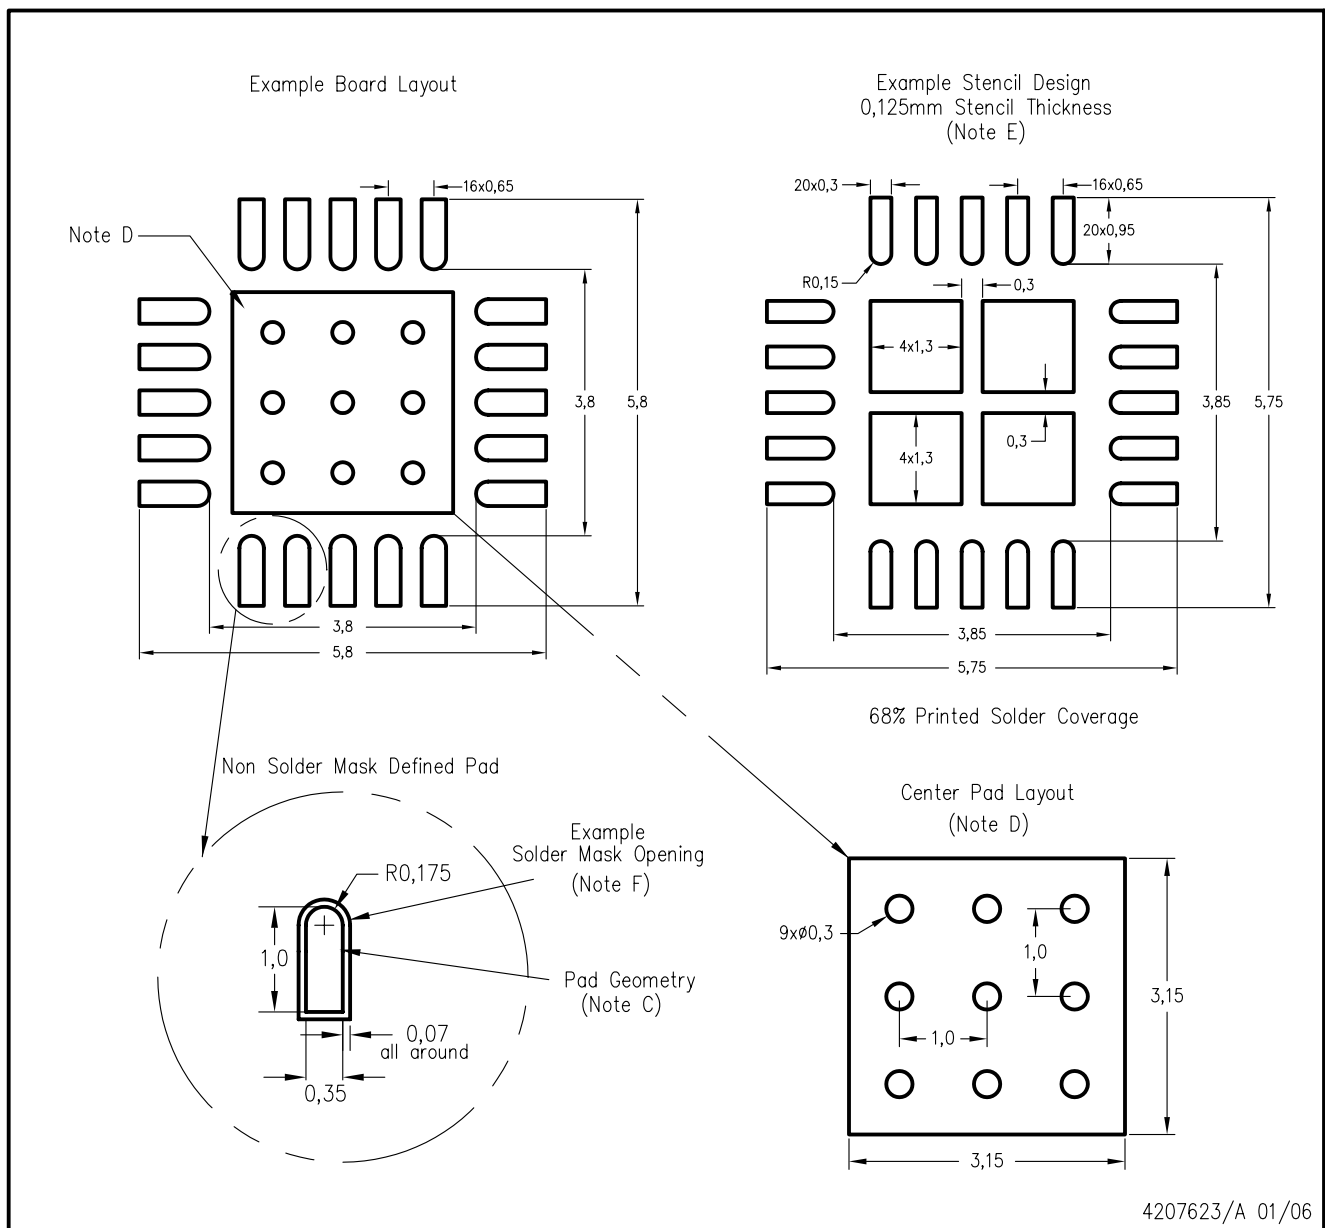 Example Board Layout
Example Stencil Design
0,125mm Stencil Thickness
(Note E)
16x0,65
Note D
3,8
5,8
3,8
5,8
20x0,3
16x0,65
20x0,95
R0,15
0,3
4x1,3
4x1,3
0,3
3,85
5,75
3,85
5,75
68% Printed Solder Coverage
Non Solder Mask Defined Pad
Example
Solder Mask Opening
(Note F)
R0,175
1,0
Pad Geometry
(Note C)
0,07
all around
0,35
Center Pad Layout
(Note D)
9xø0,3
1,0
1,0
3,15
3,15
4207623/A 01/06